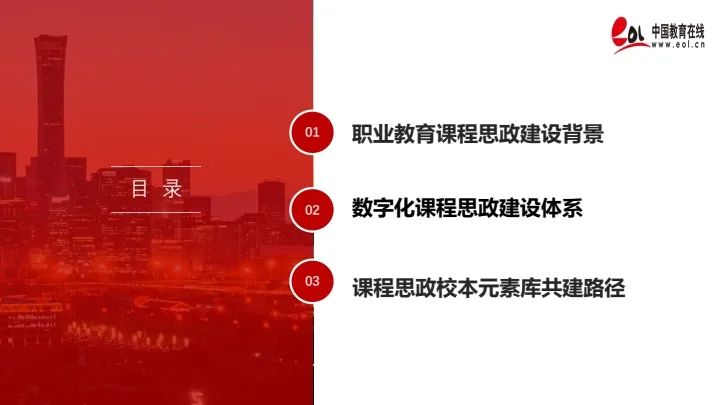 eol 中国教育在线
www.eol.cn
目 录
01 职业教育课程思政建设背景
02 数字化课程思政建设体系
03 课程思政校本元素库共建路径